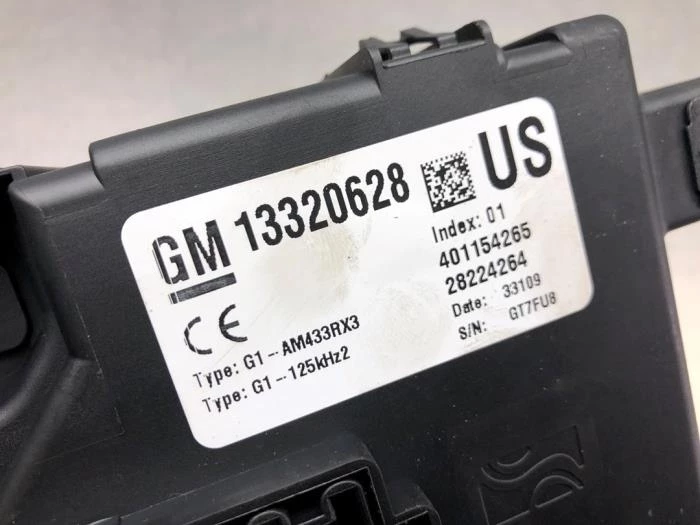 GM 13320628 US
Index: 01
401154265
28224264
Date: 33109
S/N: GT7FU8
CE
Type: G1-AM433RX3
Type: G1-125kHz2